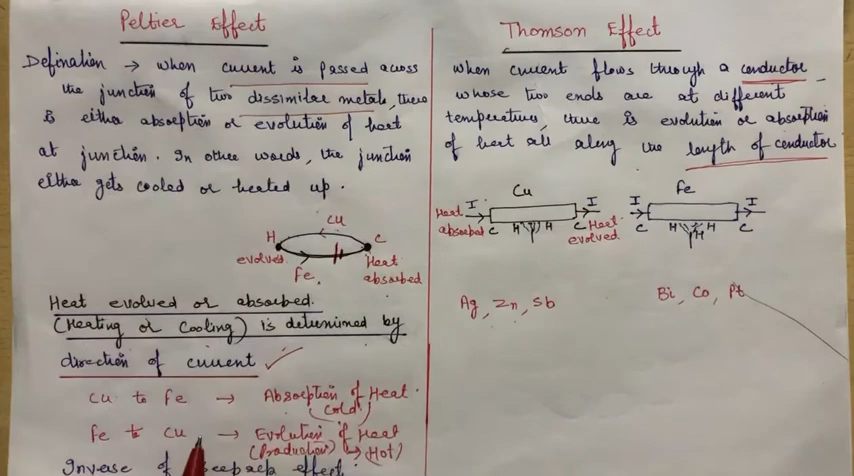 Peltier Effect
Defination → when current is passed across
the junction of two dissimilar metals, there
is either absorption or evolution of heat
at junction. In other words, the junction
either gets cooled or heated up.
Cu
H
C
evolved
Heat
absorbed
Fe
Heat evolved or absorbed.
(Heating or Cooling) is determined by
direction of current ✓
Cu to Fe → Absorption of Heat.
(Cold)
Fe to Cu → Evolution of Heat
(Production) → (Hot)
Inverse of seeback effect.
Thomson Effect
when current flows through a conductor
whose two ends are at different
temperatures, there is evolution or absorption
of heat all along the length of conductor
Cu
Heat I I
absorbed C H H H C Heat
evolved
Fe
I I
C H H H C
Ag, Zn, Sb
Bi, Co, Pt